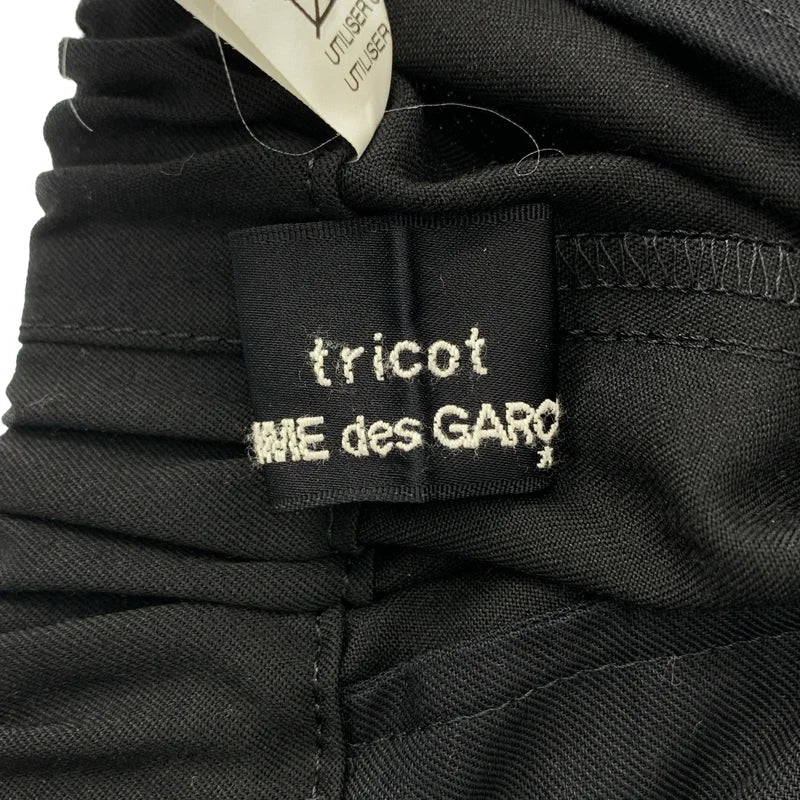 UTILISER
UTILISER
tricot
MME des GARÇ